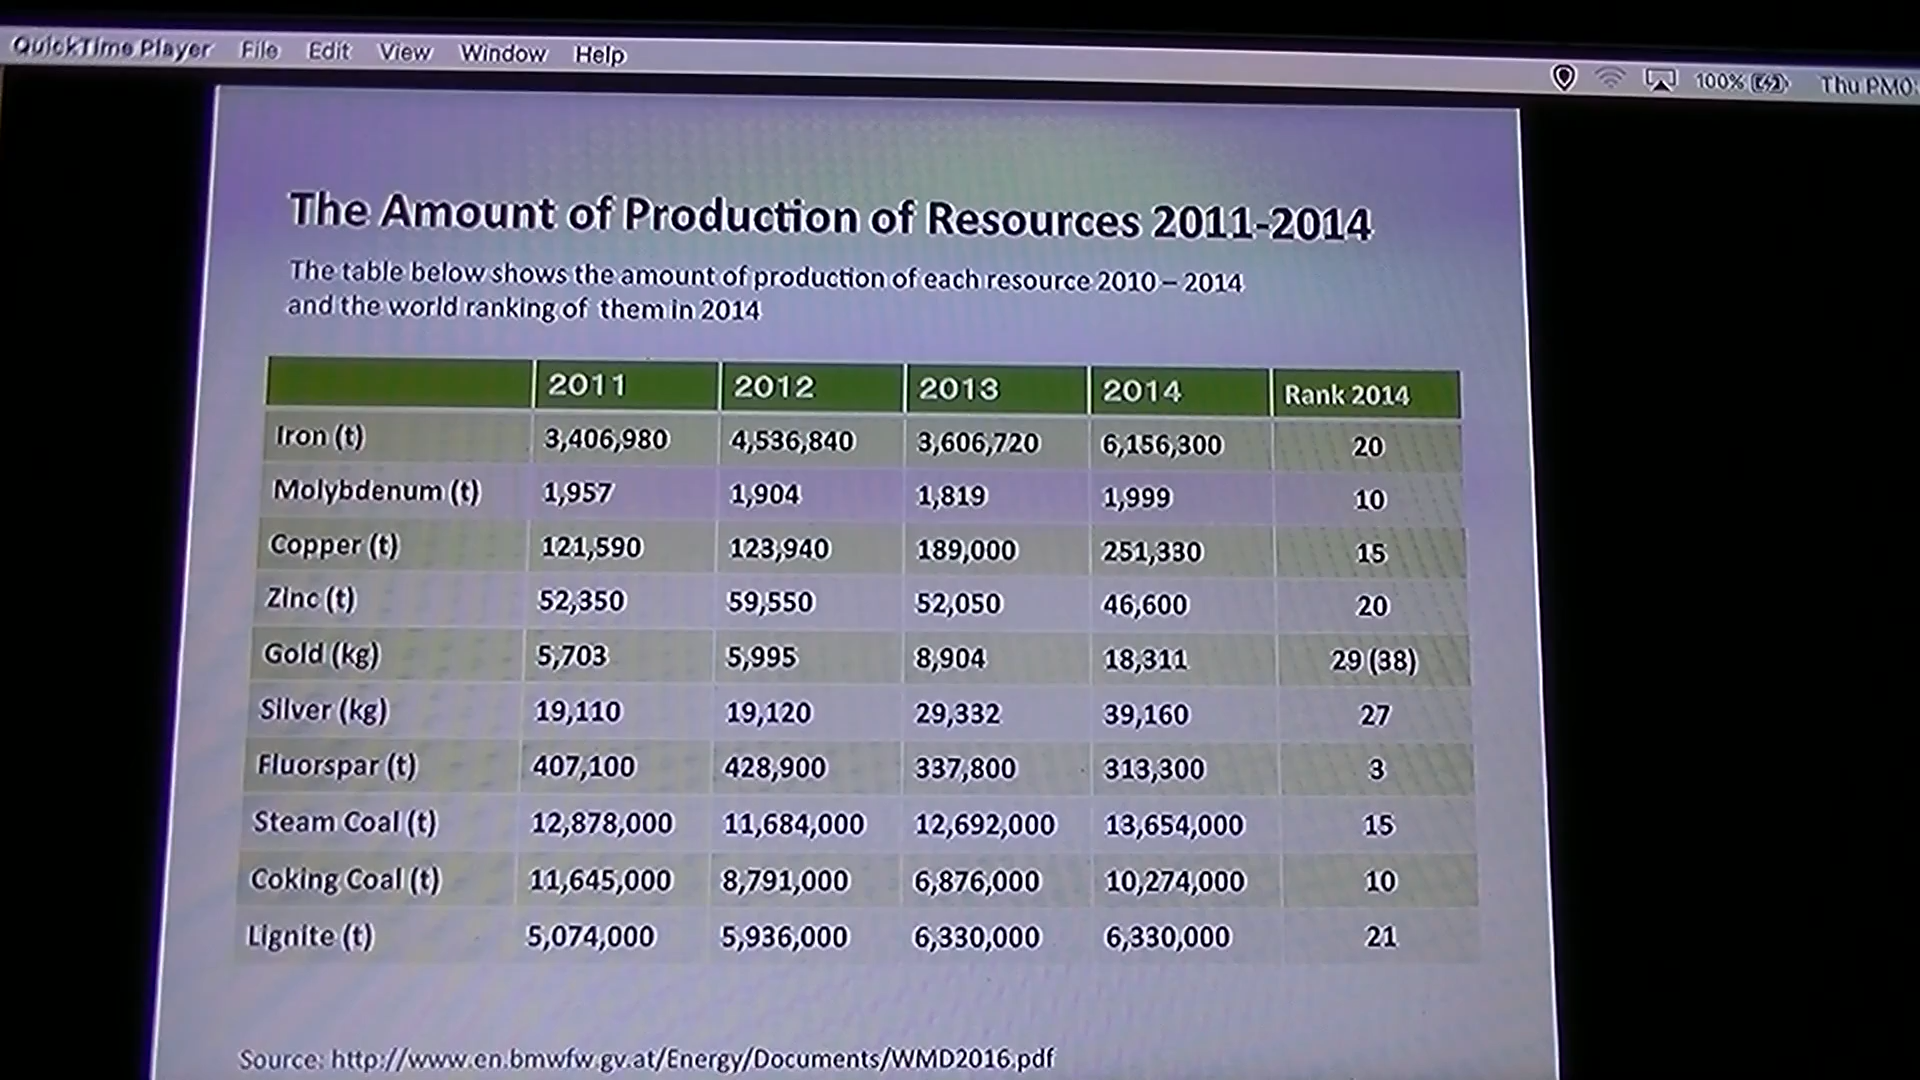 QuickTime Player File Edit View Window Help
100% Thu PM0:
The Amount of Production of Resources 2011-2014
The table below shows the amount of production of each resource 2010 – 2014
and the world ranking of them in 2014
2011 2012 2013 2014 Rank 2014
Iron (t) 3,406,980 4,536,840 3,606,720 6,156,300 20
Molybdenum (t) 1,957 1,904 1,819 1,999 10
Copper (t) 121,590 123,940 189,000 251,330 15
Zinc (t) 52,350 59,550 52,050 46,600 20
Gold (kg) 5,703 5,995 8,904 18,311 29 (38)
Silver (kg) 19,110 19,120 29,332 39,160 27
Fluorspar (t) 407,100 428,900 337,800 313,300 3
Steam Coal (t) 12,878,000 11,684,000 12,692,000 13,654,000 15
Coking Coal (t) 11,645,000 8,791,000 6,876,000 10,274,000 10
Lignite (t) 5,074,000 5,936,000 6,330,000 6,330,000 21
Source: http://www.en.bmwfw.gv.at/Energy/Documents/WMD2016.pdf